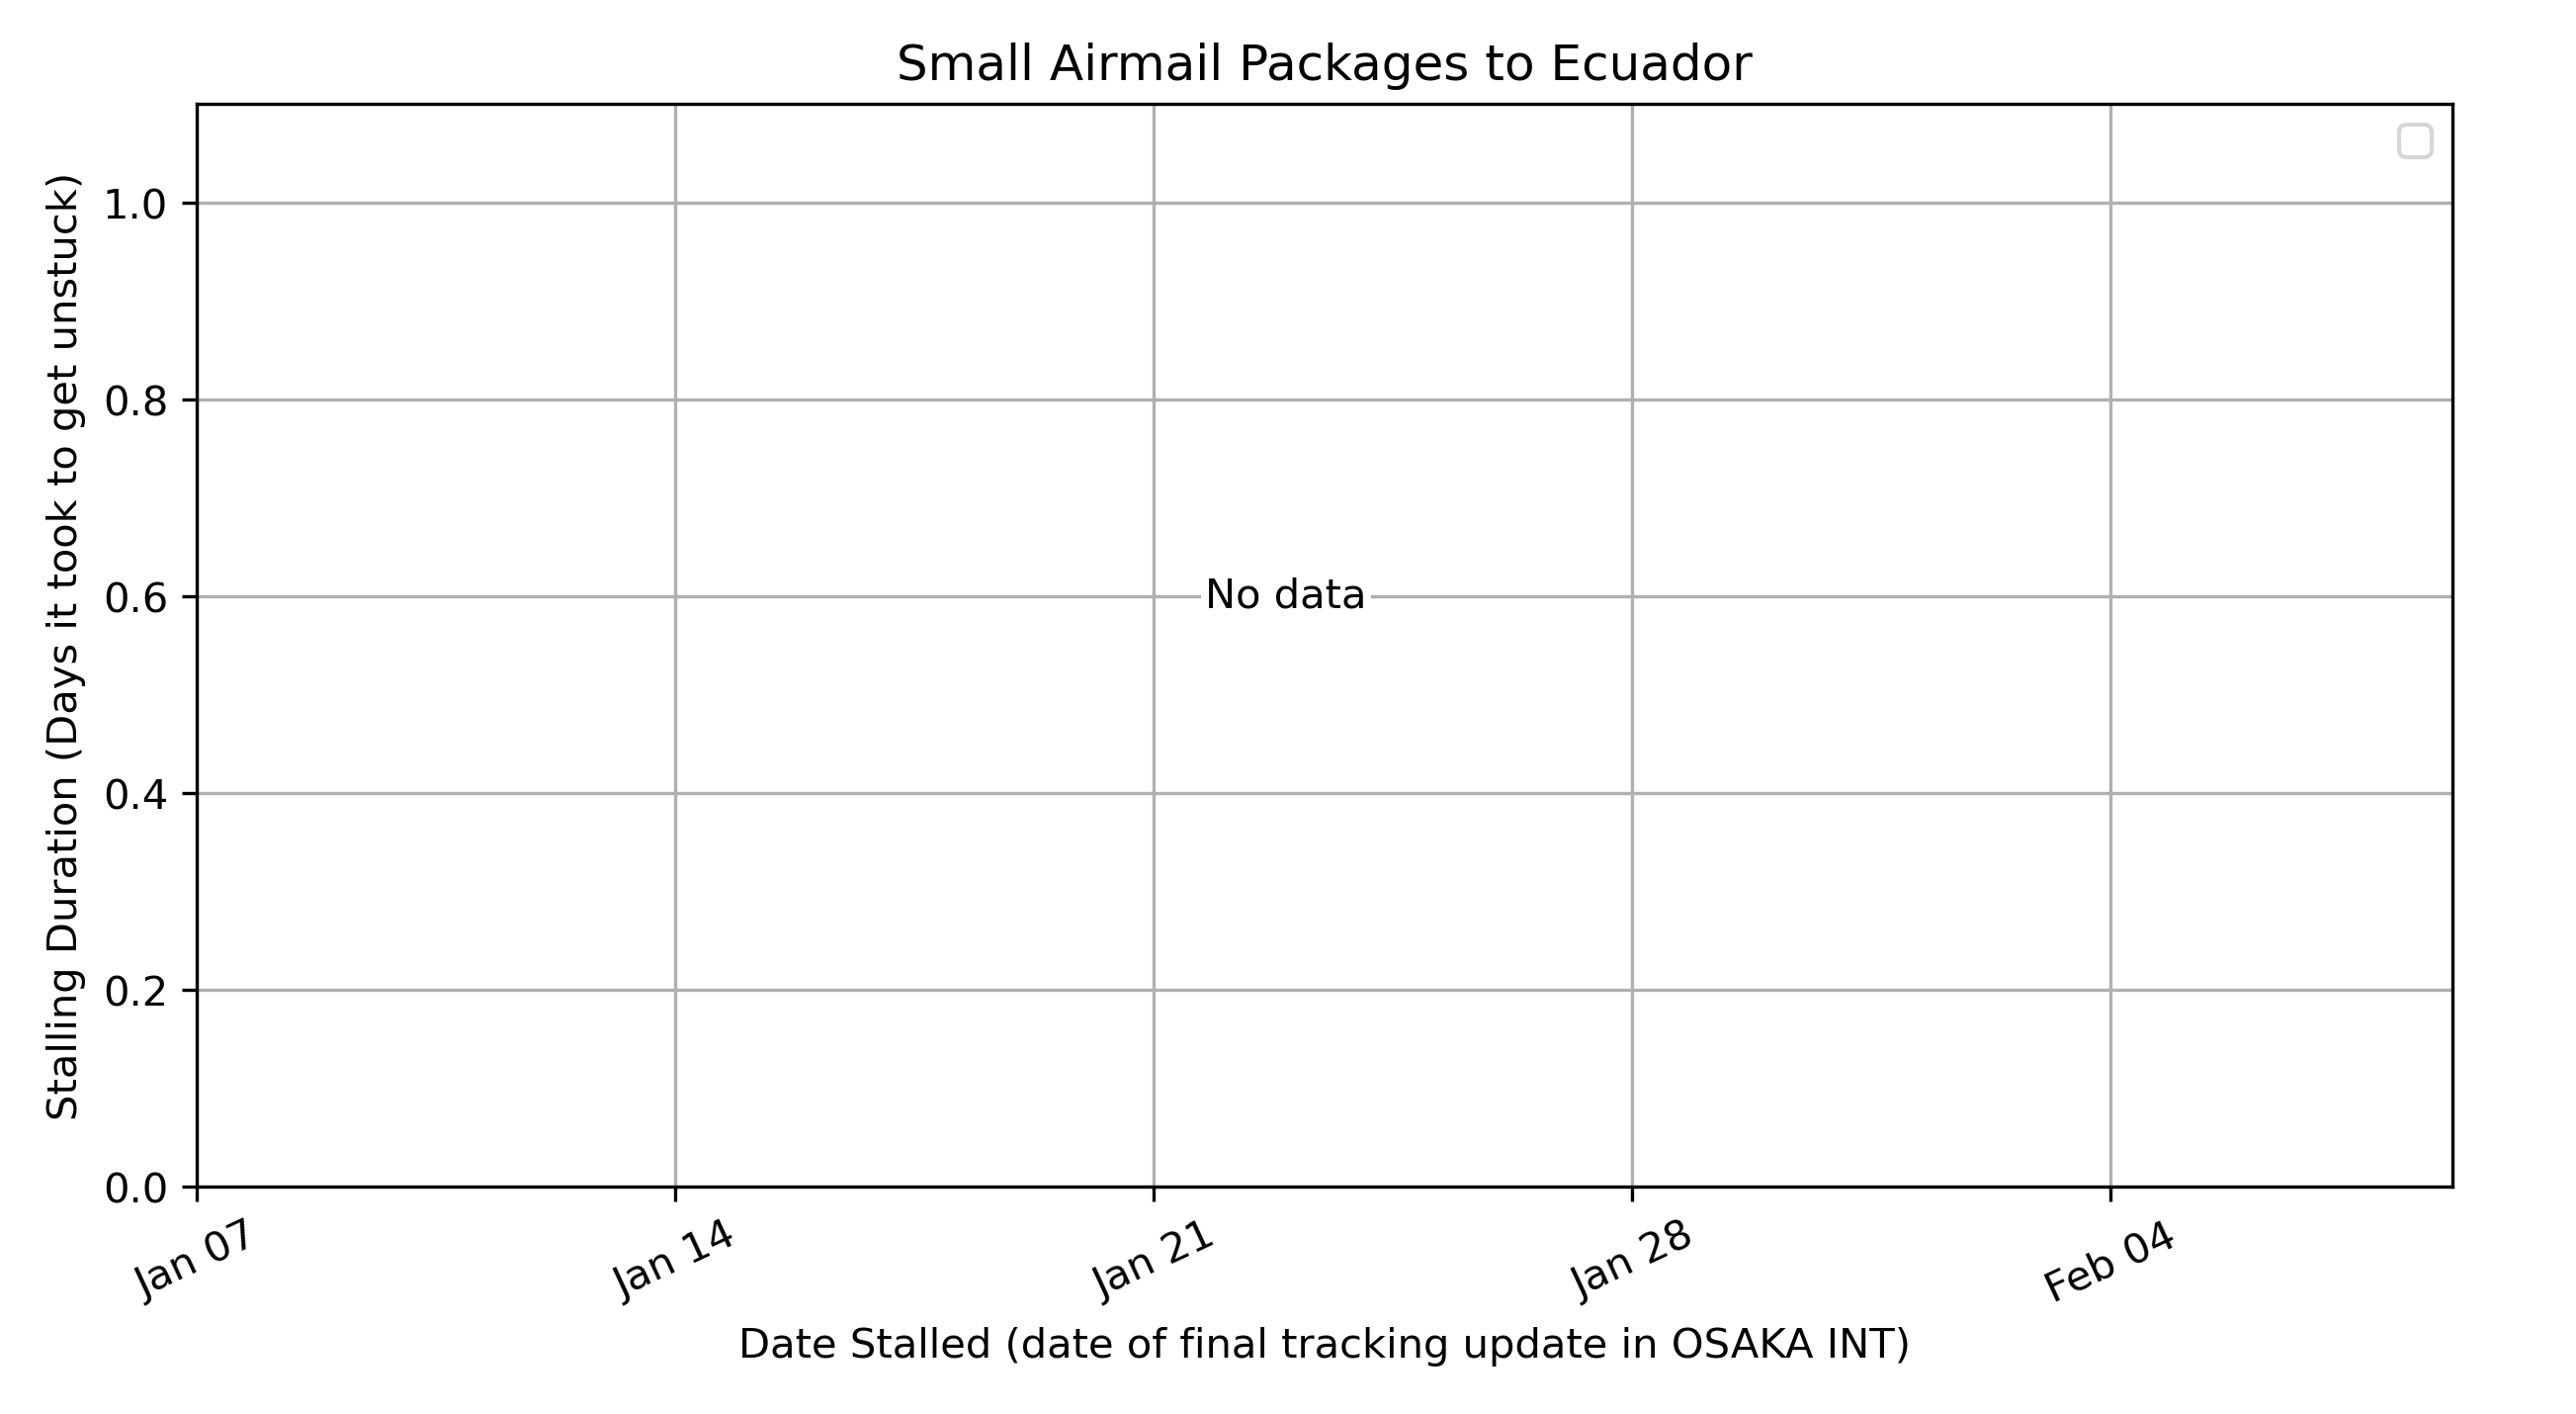 Small Airmail Packages to Ecuador
Stalling Duration (Days it took to get unstuck)
1.0
0.8
0.6
0.4
0.2
0.0
No data
Jan 07
Jan 14
Jan 21
Jan 28
Feb 04
Date Stalled (date of final tracking update in OSAKA INT)